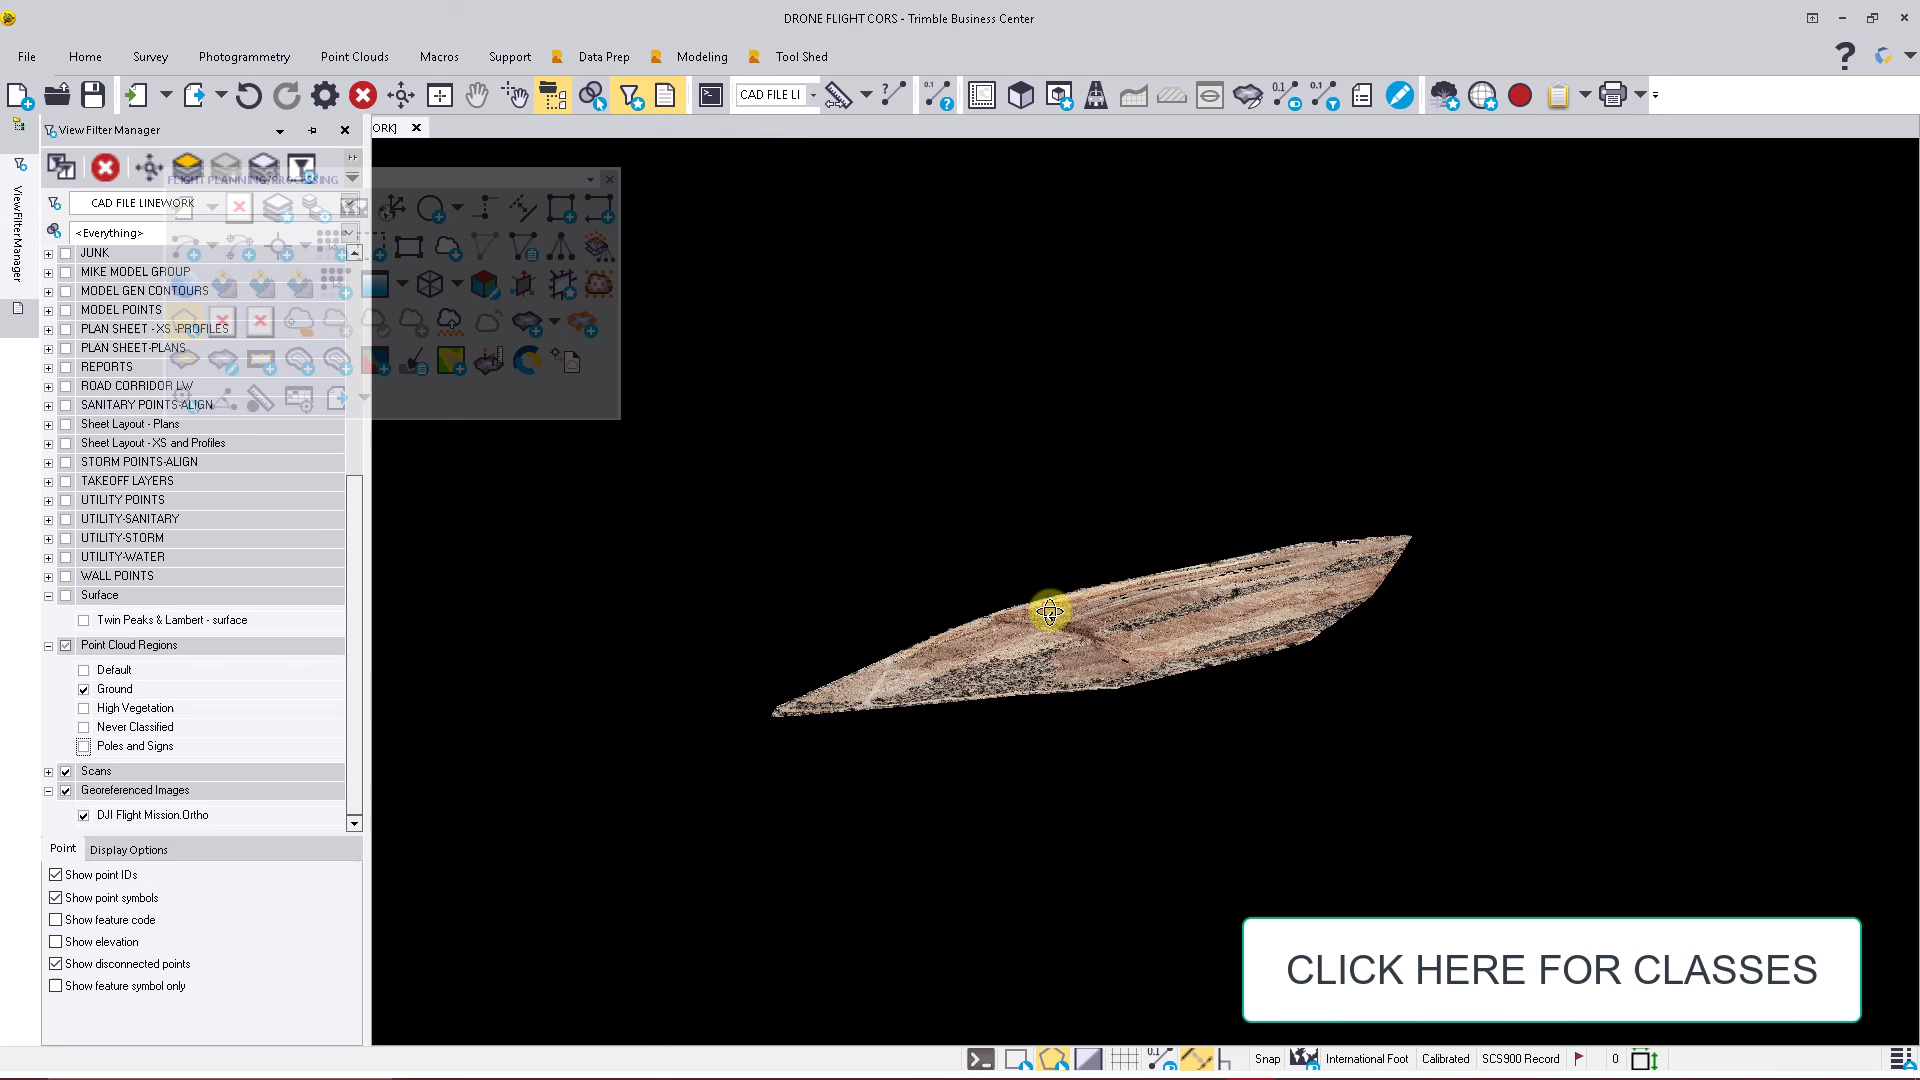 DRONE FLIGHT CORS - Trimble Business Center
File Home Survey Photogrammetry Point Clouds Macros Support Data Prep Modeling Tool Shed
CAD FILE LI
View Filter Manager
ORK]
FLIGHT PLANNING/PROCESSING
View Filter Manager
CAD FILE LINEWORK
<Everything>
JUNK
MIKE MODEL GROUP
MODEL GEN CONTOURS
MODEL POINTS
PLAN SHEET - XS -PROFILES
PLAN SHEET-PLANS
REPORTS
ROAD CORRIDOR LW
SANITARY POINTS-ALIGN
Sheet Layout - Plans
Sheet Layout - XS and Profiles
STORM POINTS-ALIGN
TAKEOFF LAYERS
UTILITY POINTS
UTILITY-SANITARY
UTILITY-STORM
UTILITY-WATER
WALL POINTS
Surface
Twin Peaks & Lambert - surface
Point Cloud Regions
Default
Ground
High Vegetation
Never Classified
Poles and Signs
Scans
Georeferenced Images
DJI Flight Mission.Ortho
Point Display Options
Show point IDs
Show point symbols
Show feature code
Show elevation
Show disconnected points
Show feature symbol only
CLICK HERE FOR CLASSES
Snap International Foot Calibrated SCS900 Record 0